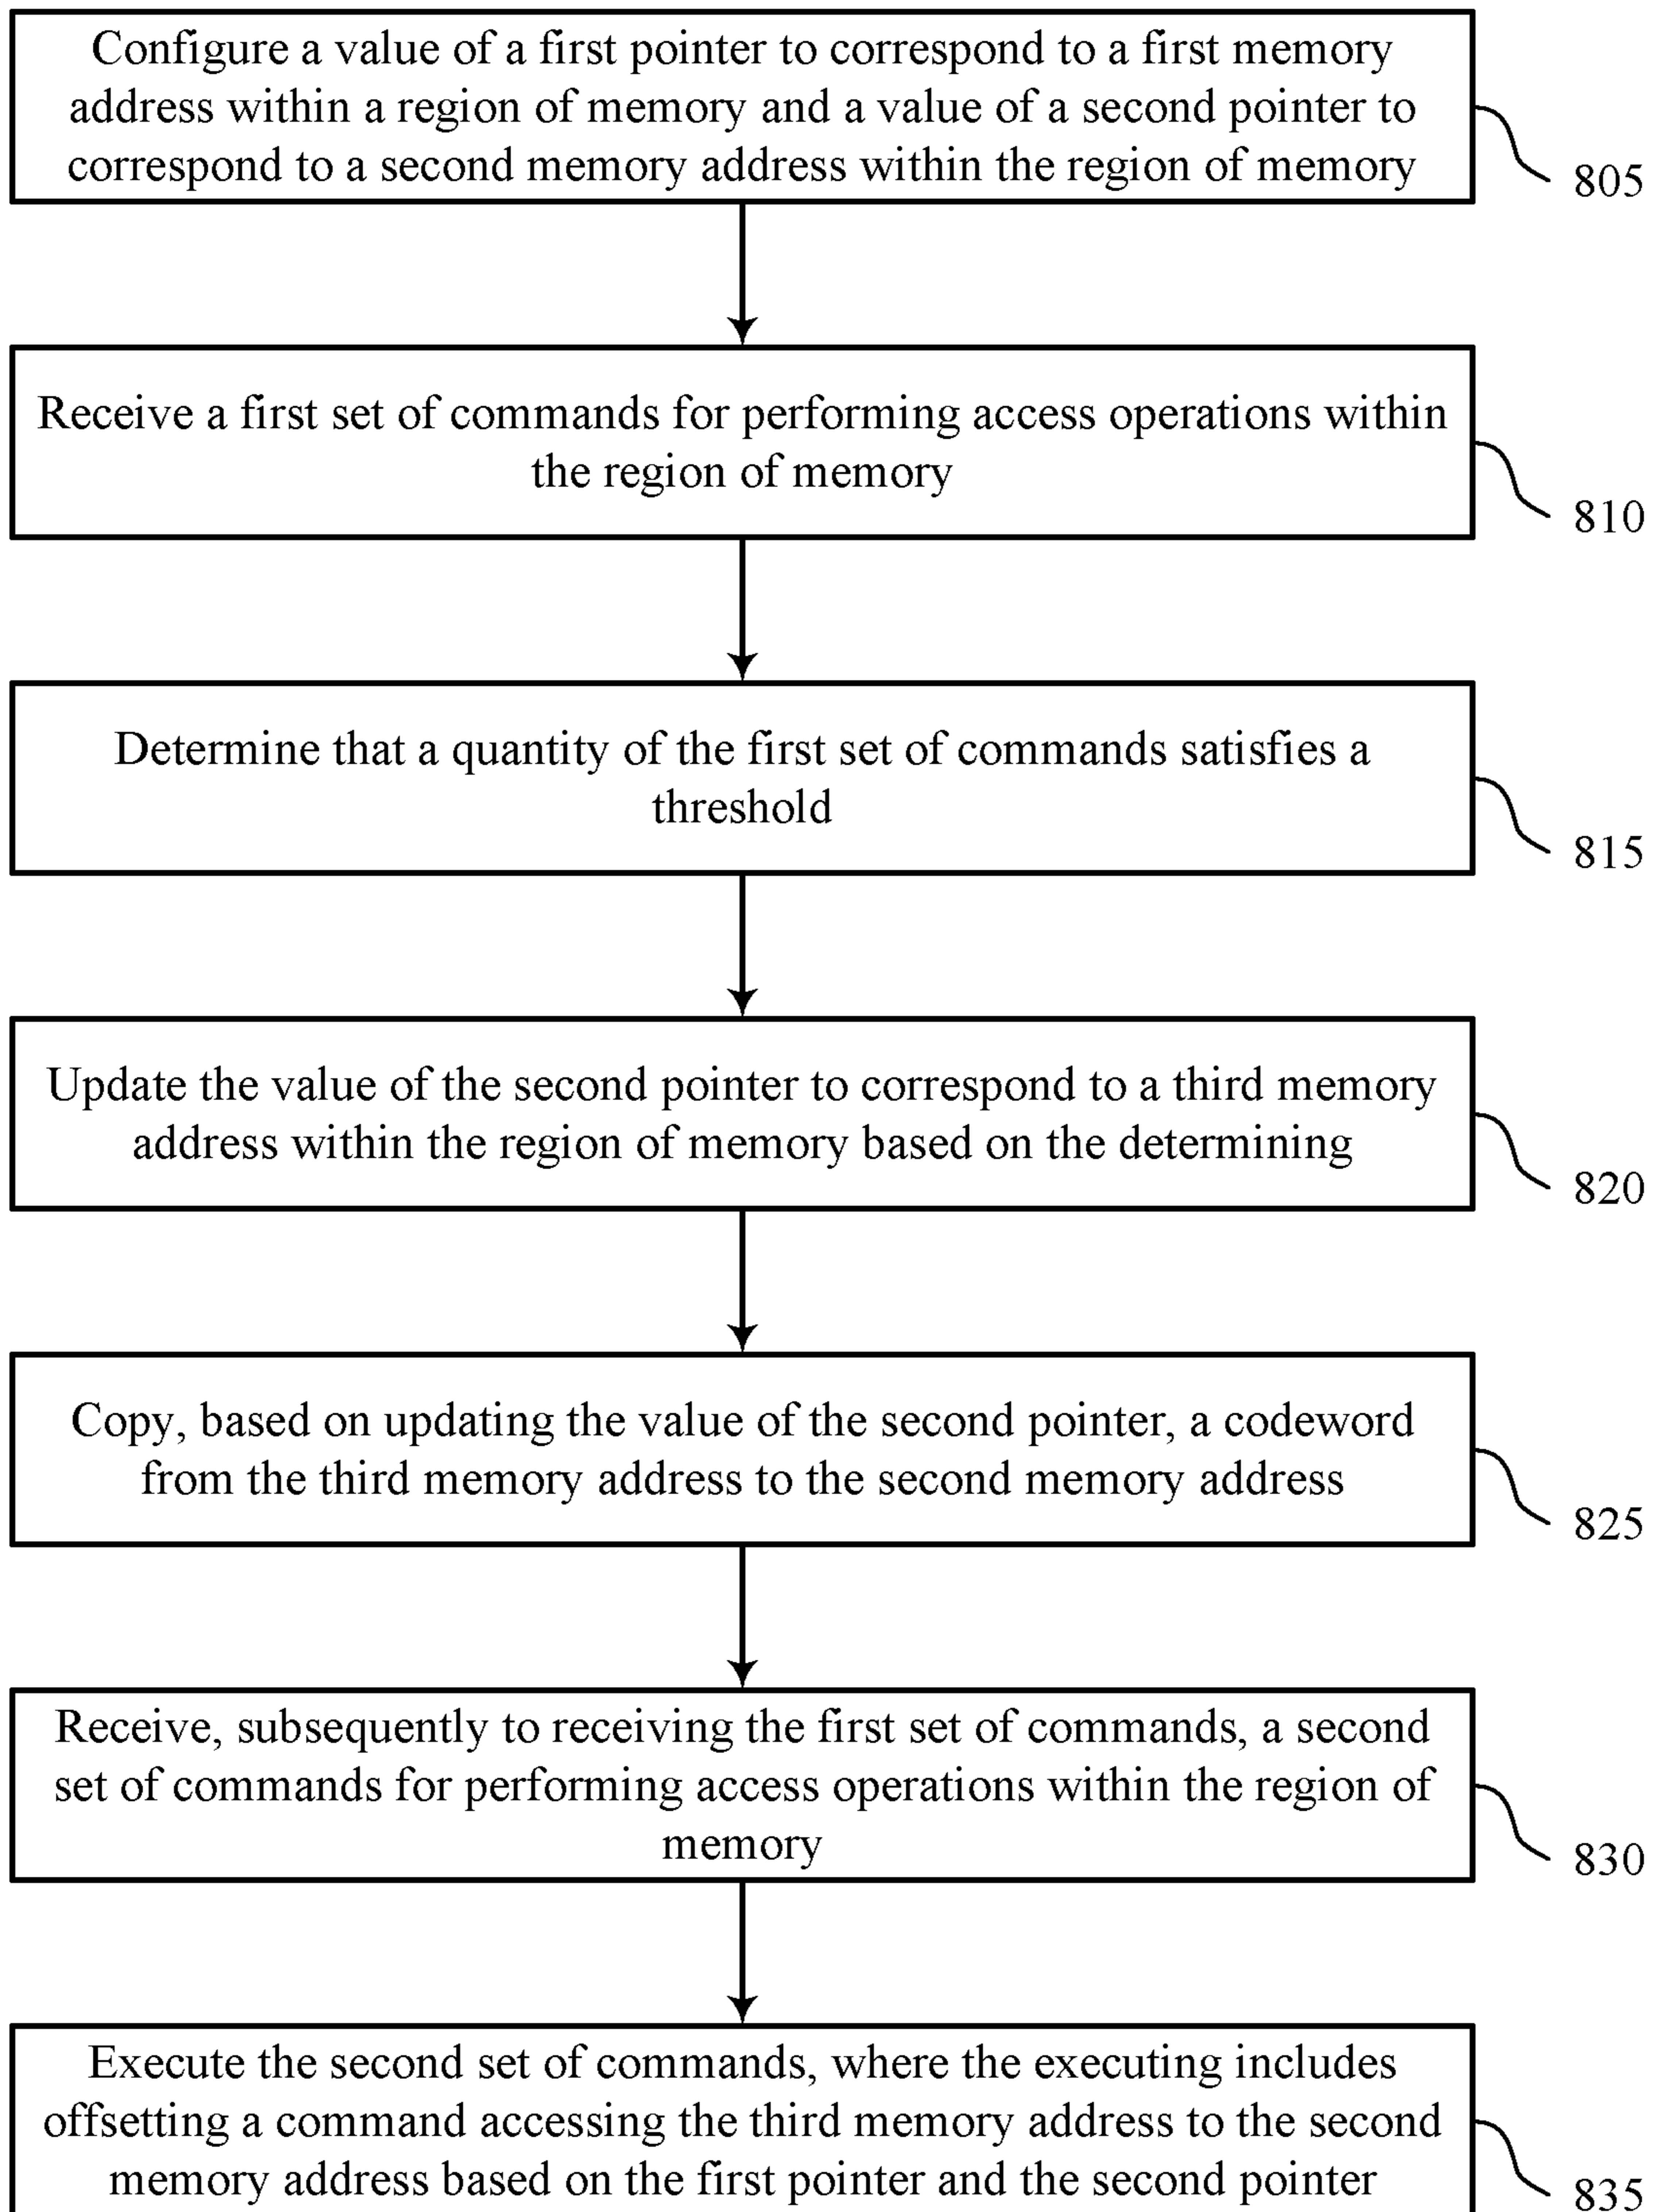 Configure a value of a first pointer to correspond to a first memory
address within a region of memory and a value of a second pointer to
correspond to a second memory address within the region of memory
805
Receive a first set of commands for performing access operations within
the region of memory
810
Determine that a quantity of the first set of commands satisfies a
threshold
815
Update the value of the second pointer to correspond to a third memory
address within the region of memory based on the determining
820
Copy, based on updating the value of the second pointer, a codeword
from the third memory address to the second memory address
825
Receive, subsequently to receiving the first set of commands, a second
set of commands for performing access operations within the region of
memory
830
Execute the second set of commands, where the executing includes
offsetting a command accessing the third memory address to the second
memory address based on the first pointer and the second pointer
835